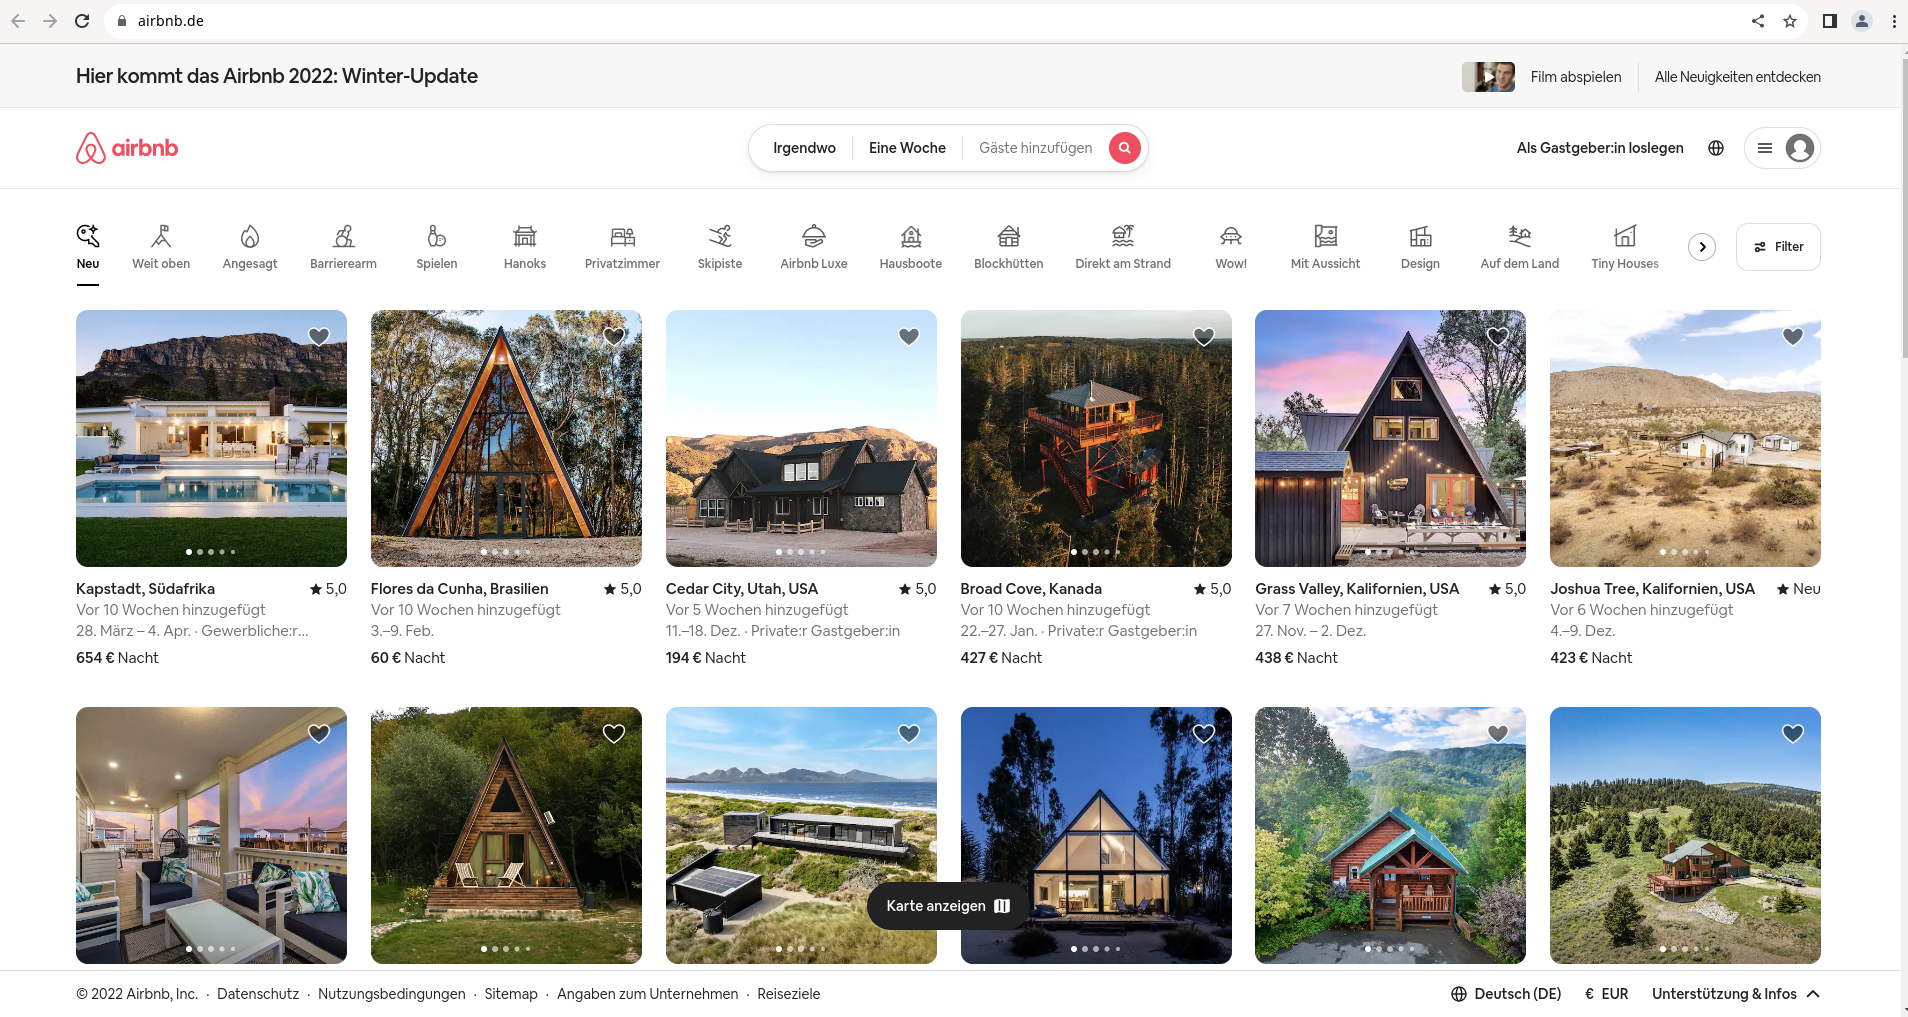 airbnb.de
Hier kommt das Airbnb 2022: Winter-Update
Film abspielen
Alle Neuigkeiten entdecken
airbnb
Irgendwo
Eine Woche
Gäste hinzufügen
Als Gastgeber:in loslegen
Neu
Weit oben
Angesagt
Barrierearm
Spielen
Hanoks
Privatzimmer
Skipiste
Airbnb Luxe
Hausboote
Blockhütten
Direkt am Strand
Wow!
Mit Aussicht
Design
Auf dem Land
Tiny Houses
Filter
Kapstadt, Südafrika ★ 5,0
Vor 10 Wochen hinzugefügt
28. März – 4. Apr. · Gewerbliche:r...
654 € Nacht
Flores da Cunha, Brasilien ★ 5,0
Vor 10 Wochen hinzugefügt
3.–9. Feb.
60 € Nacht
Cedar City, Utah, USA ★ 5,0
Vor 5 Wochen hinzugefügt
11.–18. Dez. · Private:r Gastgeber:in
194 € Nacht
Broad Cove, Kanada ★ 5,0
Vor 10 Wochen hinzugefügt
22.–27. Jan. · Private:r Gastgeber:in
427 € Nacht
Grass Valley, Kalifornien, USA ★ 5,0
Vor 7 Wochen hinzugefügt
27. Nov. – 2. Dez.
438 € Nacht
Joshua Tree, Kalifornien, USA ★ Neu
Vor 6 Wochen hinzugefügt
4.–9. Dez.
423 € Nacht
Karte anzeigen
© 2022 Airbnb, Inc. · Datenschutz · Nutzungsbedingungen · Sitemap · Angaben zum Unternehmen · Reiseziele
Deutsch (DE)
€ EUR
Unterstützung & Infos